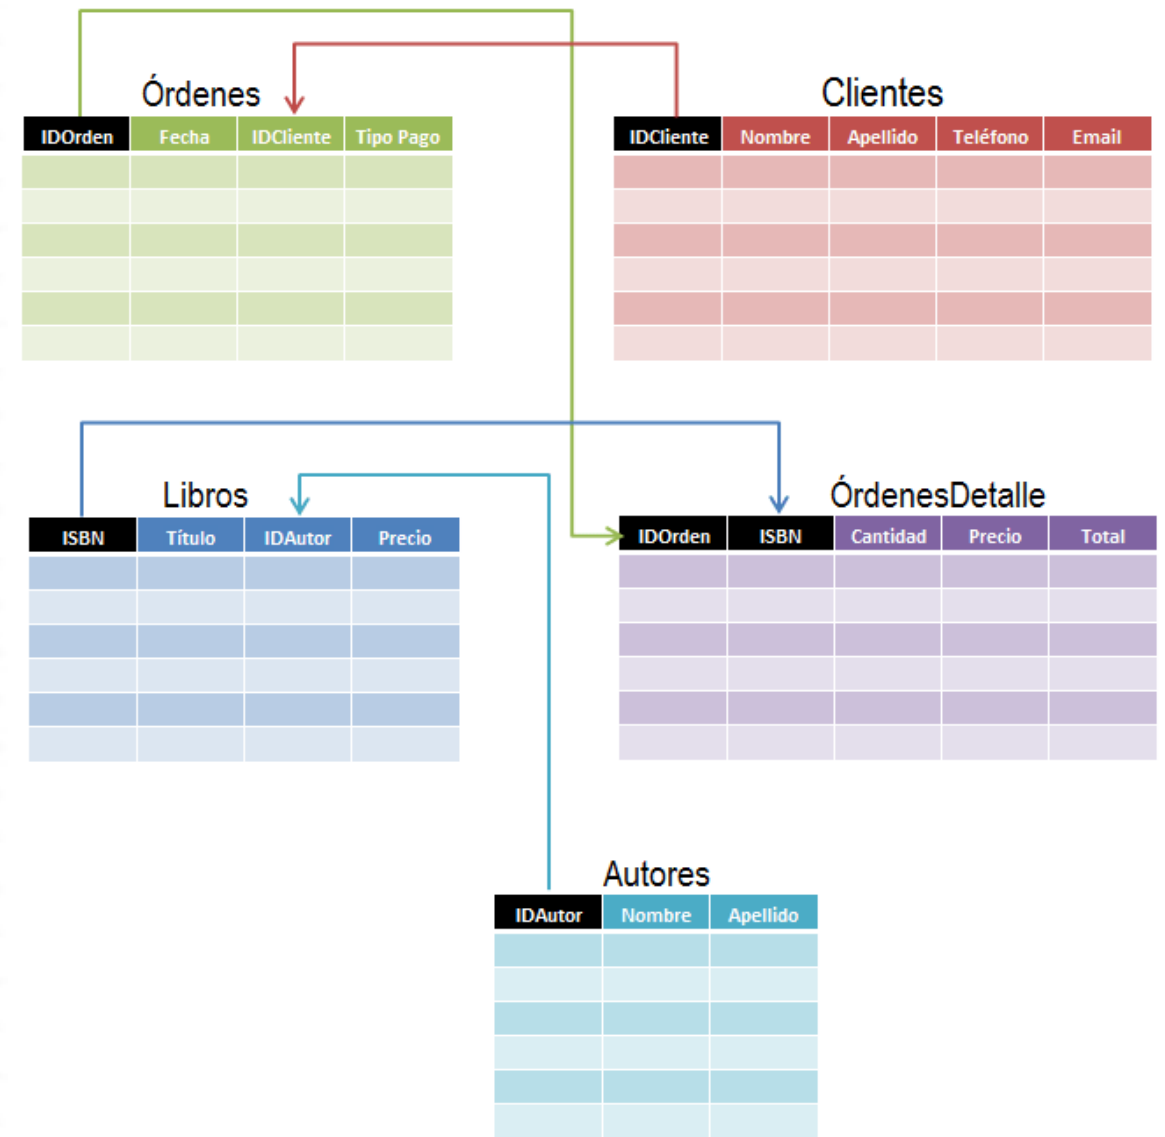 Órdenes
IDOrden Fecha IDCliente Tipo Pago
Clientes
IDCliente Nombre Apellido Teléfono Email
Libros
ISBN Título IDAutor Precio
ÓrdenesDetalle
IDOrden ISBN Cantidad Precio Total
Autores
IDAutor Nombre Apellido